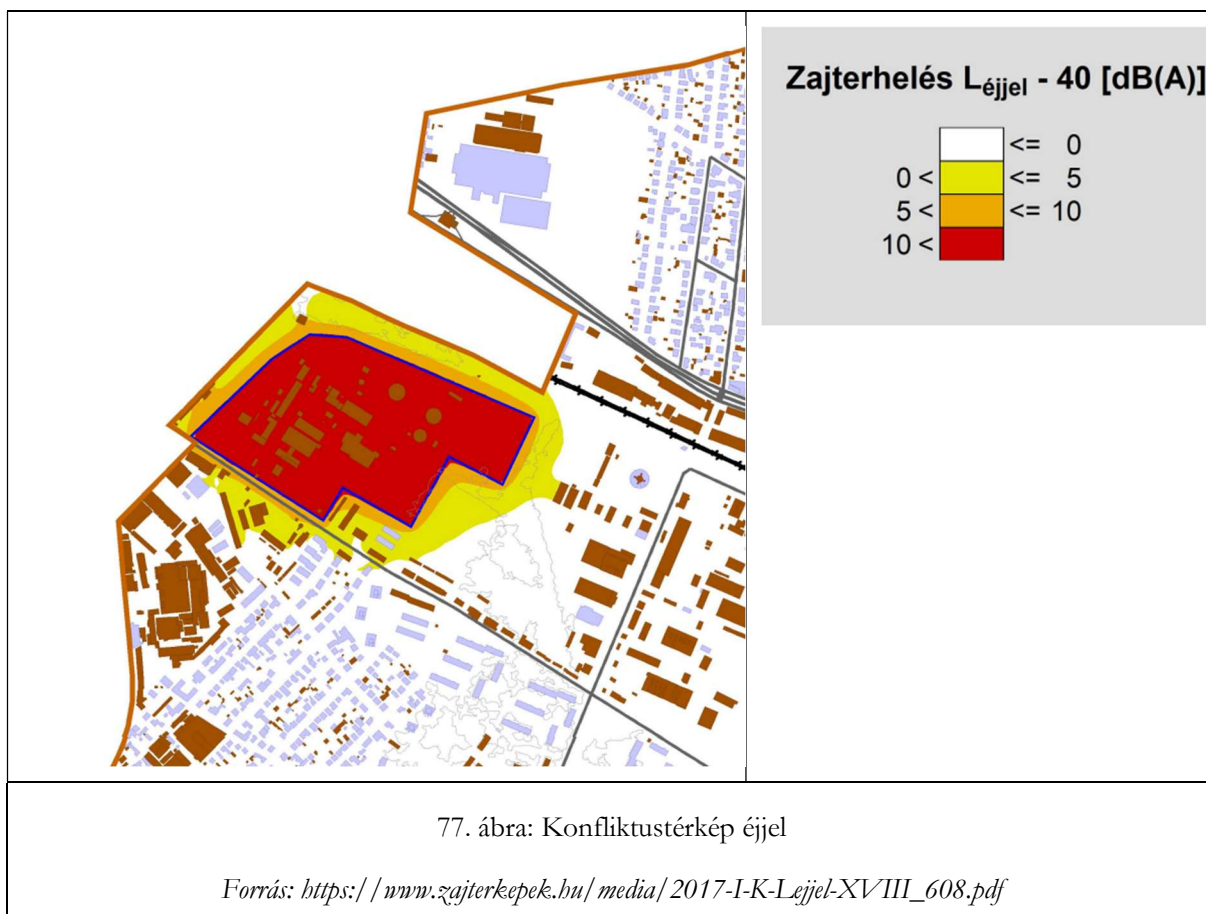 Zajterhelés Léjjel - 40 [dB(A)]
<= 0
0 < <= 5
5 < <= 10
10 <
77. ábra: Konfliktustérkép éjjel
Forrás: https://www.zajterkepek.hu/media/2017-I-K-Lejjel-XVIII_608.pdf